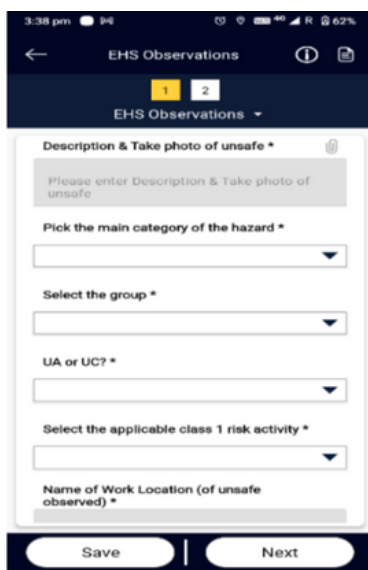 3:38 pm 4G R 62%
EHS Observations
1 2
EHS Observations
Description & Take photo of unsafe *
Please enter Description & Take photo of
unsafe
Pick the main category of the hazard *
Select the group *
UA or UC? *
Select the applicable class 1 risk activity *
Name of Work Location (of unsafe
observed) *
Save Next